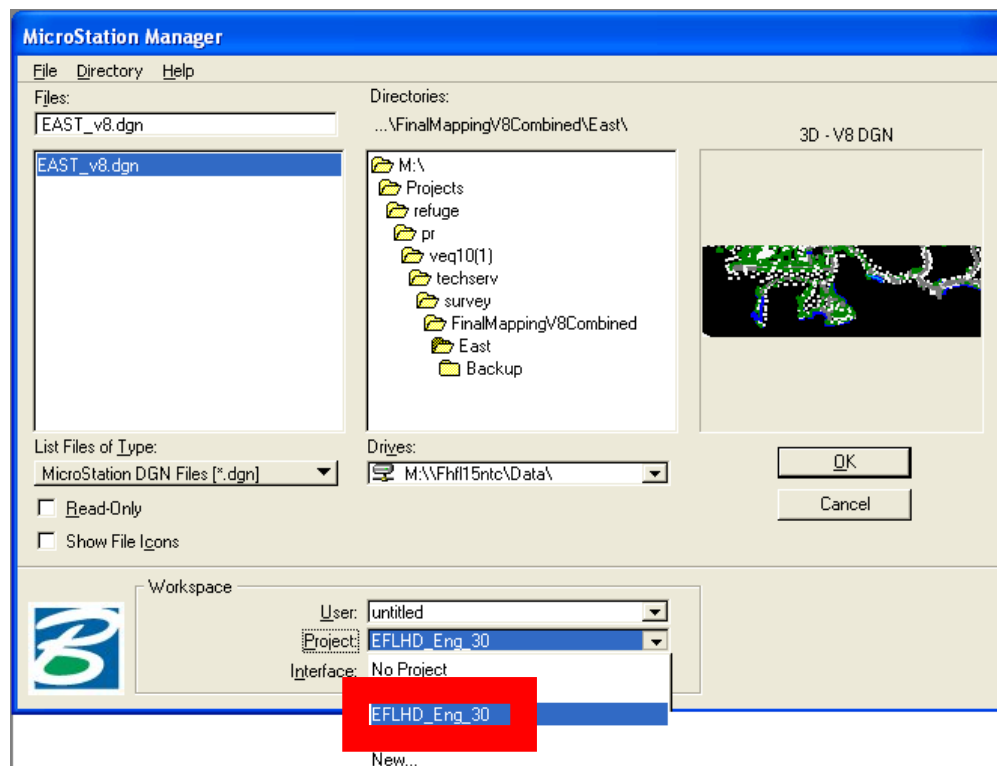 MicroStation Manager
File Directory Help
Files:
EAST_v8.dgn
EAST_v8.dgn
Directories:
...\FinalMappingV8Combined\East\
M:\
Projects
refuge
pr
veq10(1)
techserv
survey
FinalMappingV8Combined
East
Backup
3D - V8 DGN
List Files of Type:
MicroStation DGN Files [*.dgn]
Drives:
M:\\Fhfl15ntc\Data\
OK
Cancel
Read-Only
Show File Icons
Workspace
User: untitled
Project: EFLHD_Eng_30
Interface:
No Project
EFLHD_Eng_30
New...